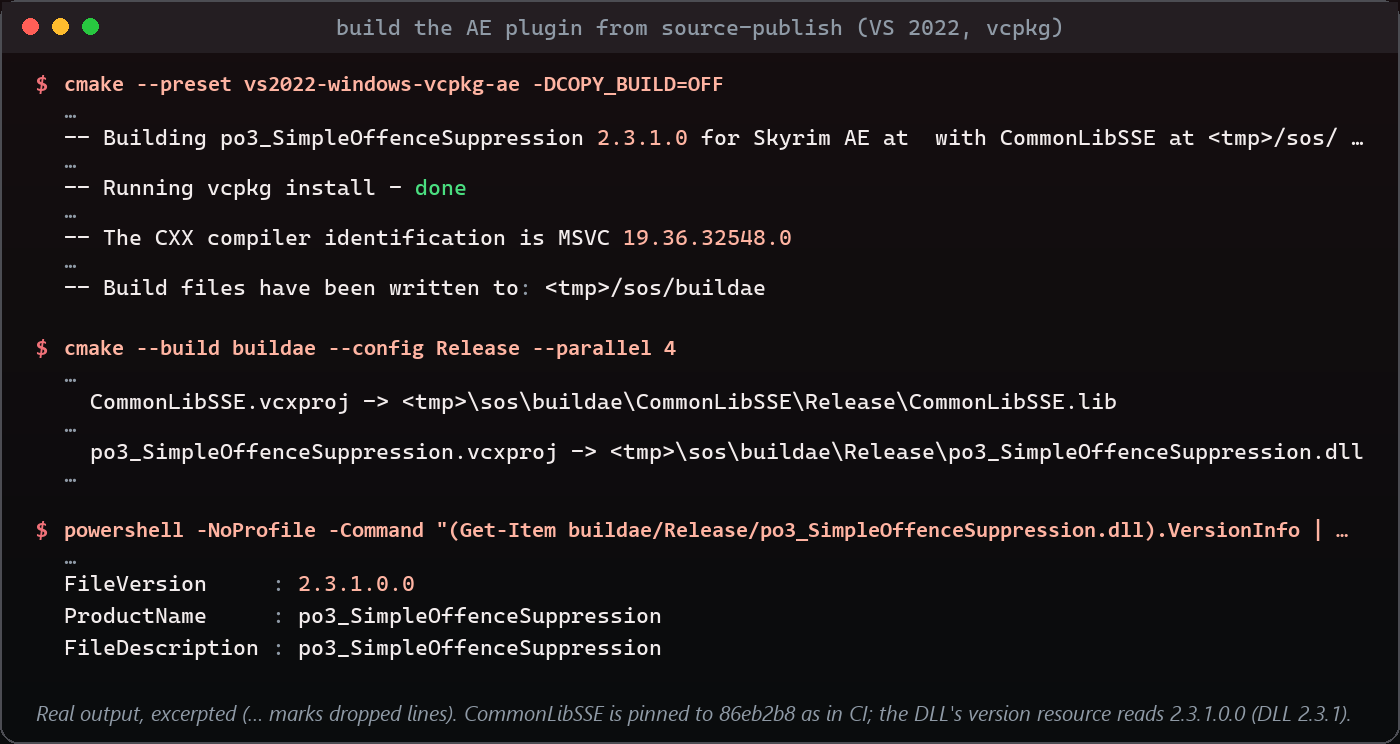 build the AE plugin from source-publish (VS 2022, vcpkg)
$ cmake --preset vs2022-windows-vcpkg-ae -DCOPY_BUILD=OFF
…
-- Building po3_SimpleOffenceSuppression 2.3.1.0 for Skyrim AE at  with CommonLibSSE at <tmp>/sos/ …
…
-- Running vcpkg install - done
…
-- The CXX compiler identification is MSVC 19.36.32548.0
…
-- Build files have been written to: <tmp>/sos/buildae
$ cmake --build buildae --config Release --parallel 4
…
CommonLibSSE.vcxproj -> <tmp>\sos\buildae\CommonLibSSE\Release\CommonLibSSE.lib
…
po3_SimpleOffenceSuppression.vcxproj -> <tmp>\sos\buildae\Release\po3_SimpleOffenceSuppression.dll
…
$ powershell -NoProfile -Command "(Get-Item buildae/Release/po3_SimpleOffenceSuppression.dll).VersionInfo | …
…
FileVersion     : 2.3.1.0.0
ProductName     : po3_SimpleOffenceSuppression
FileDescription : po3_SimpleOffenceSuppression
Real output, excerpted (… marks dropped lines). CommonLibSSE is pinned to 86eb2b8 as in CI; the DLL's version resource reads 2.3.1.0.0 (DLL 2.3.1).